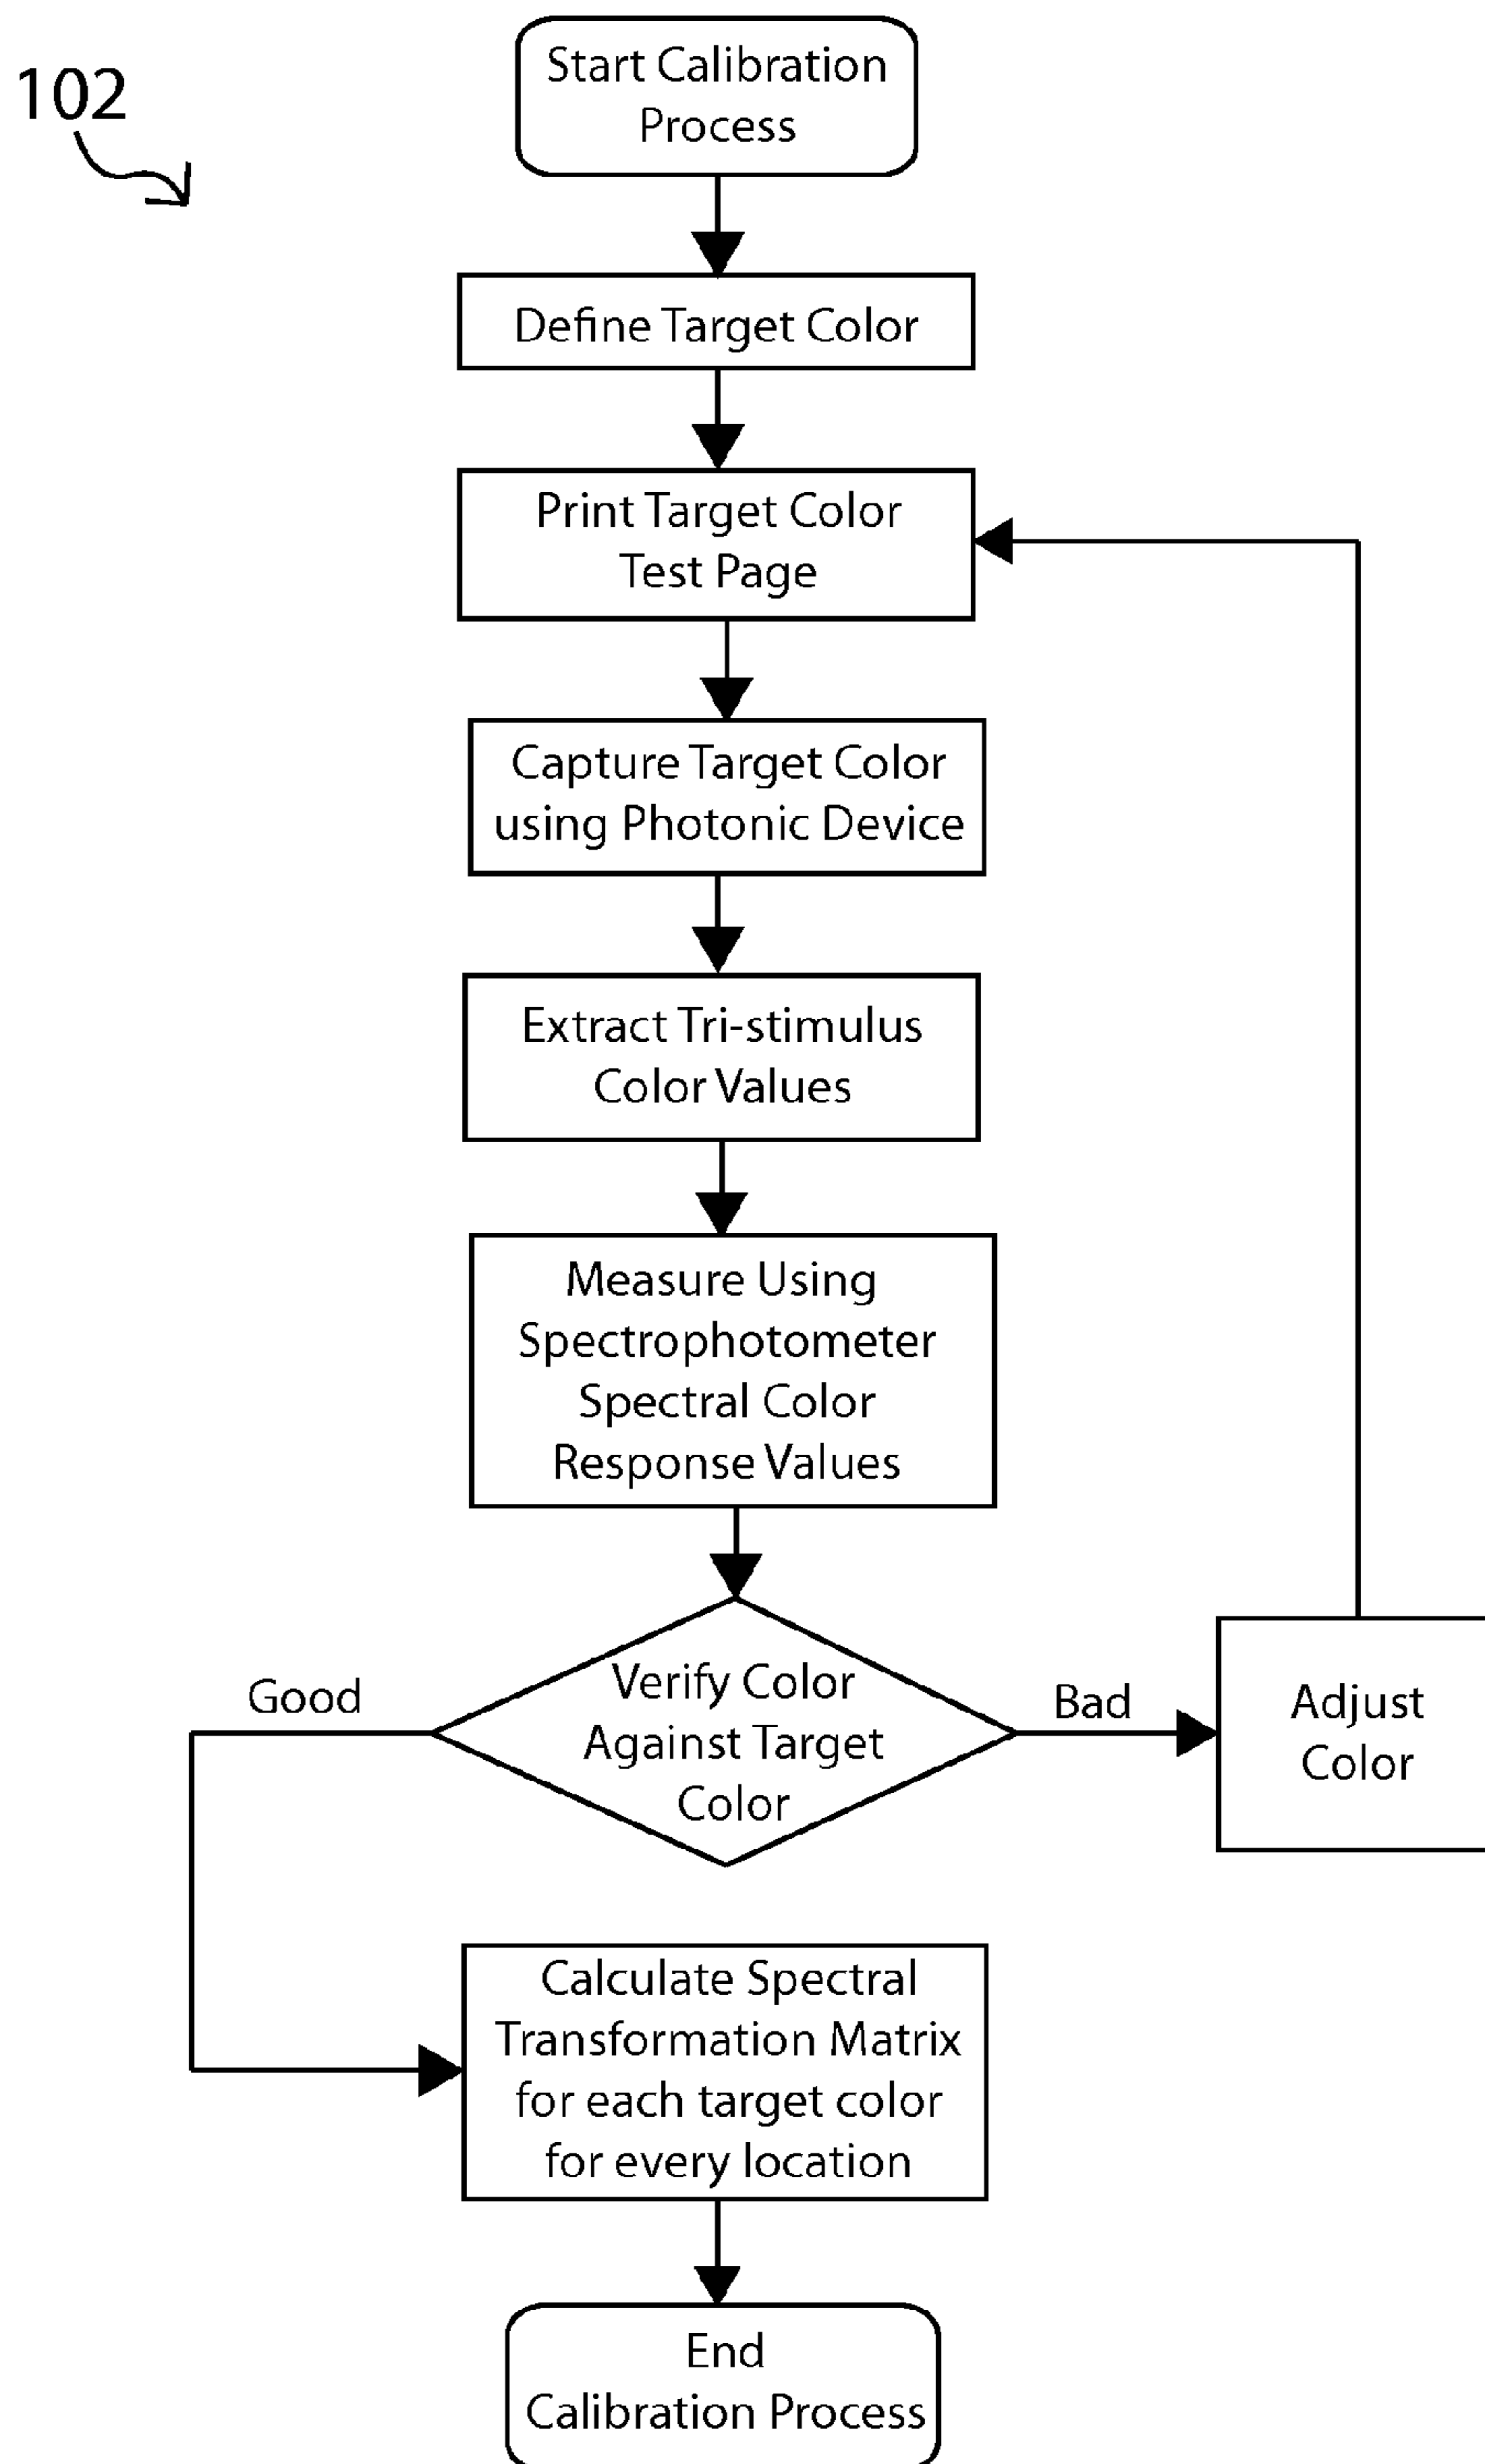 102
Start Calibration
Process
Define Target Color
Print Target Color
Test Page
Capture Target Color
using Photonic Device
Extract Tri-stimulus
Color Values
Measure Using
Spectrophotometer
Spectral Color
Response Values
Verify Color
Against Target
Color
Good
Bad
Adjust
Color
Calculate Spectral
Transformation Matrix
for each target color
for every location
End
Calibration Process